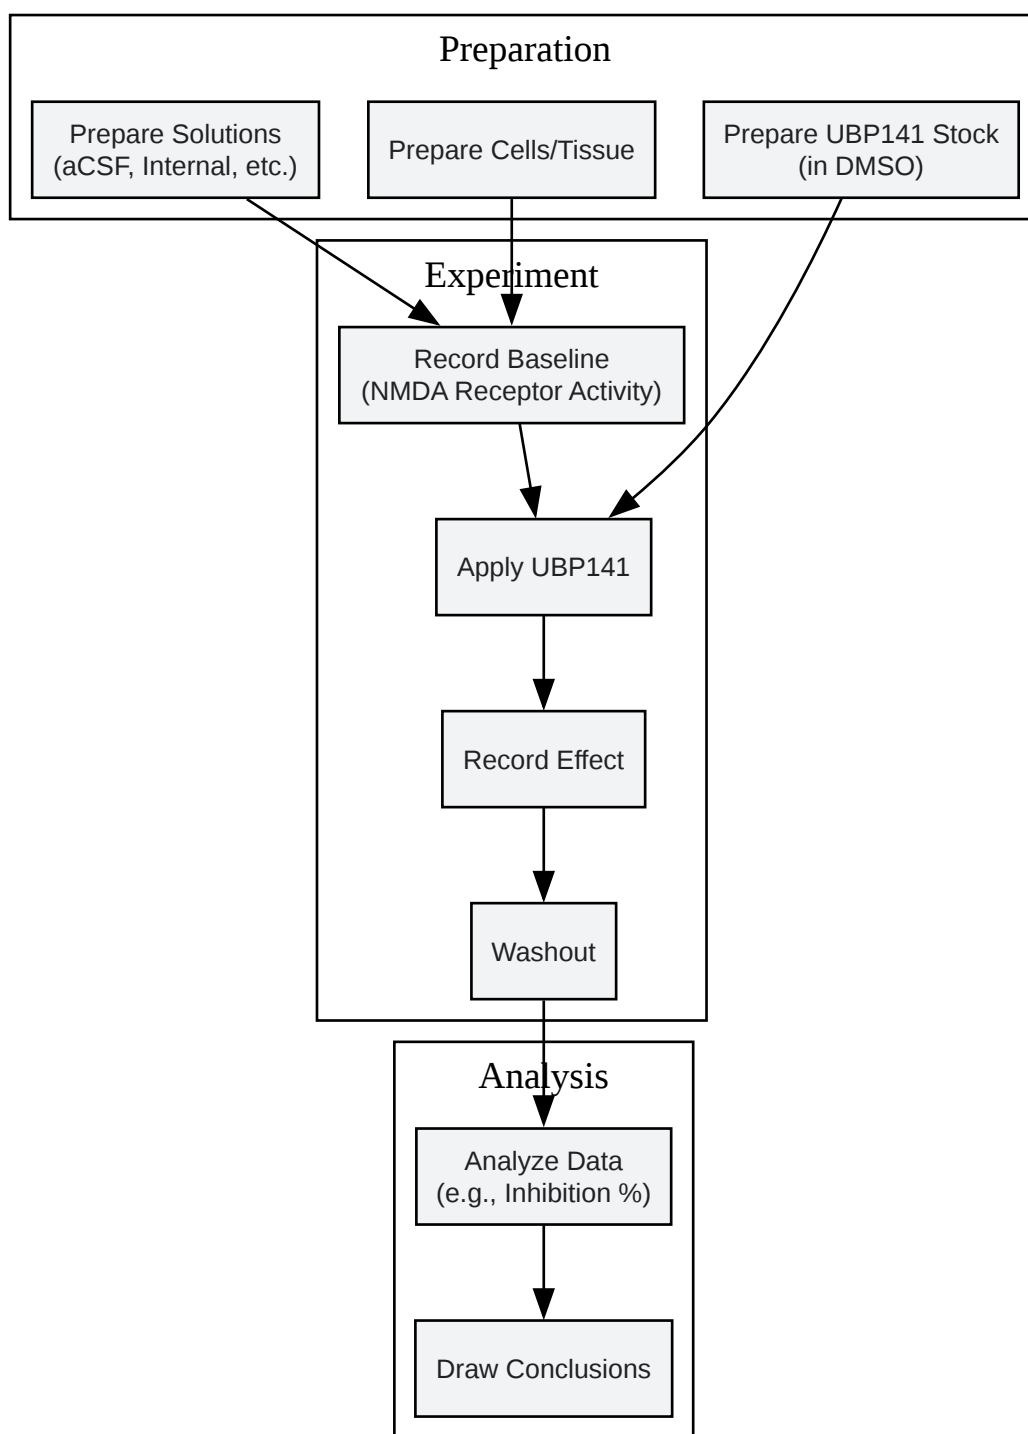 Preparation
Prepare Solutions
(aCSF, Internal, etc.)
Prepare Cells/Tissue
Prepare UBP141 Stock
(in DMSO)
Experiment
Record Baseline
(NMDA Receptor Activity)
Apply UBP141
Record Effect
Washout
Analysis
Analyze Data
(e.g., Inhibition %)
Draw Conclusions